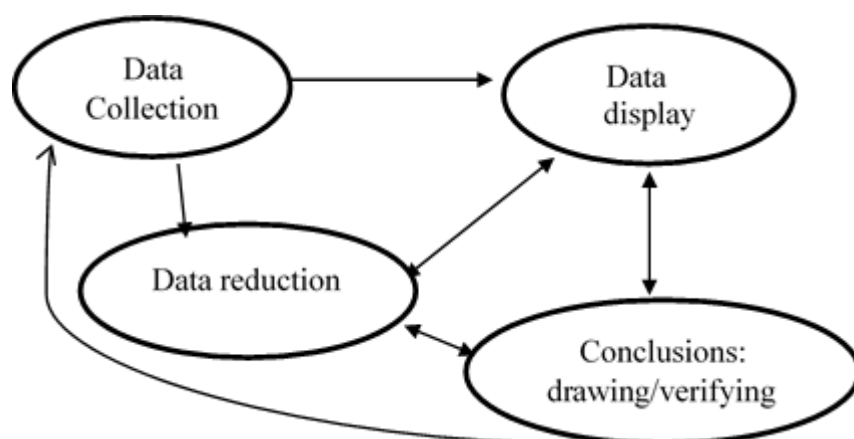 Data
Collection
Data
display
Data reduction
Conclusions:
drawing/verifying